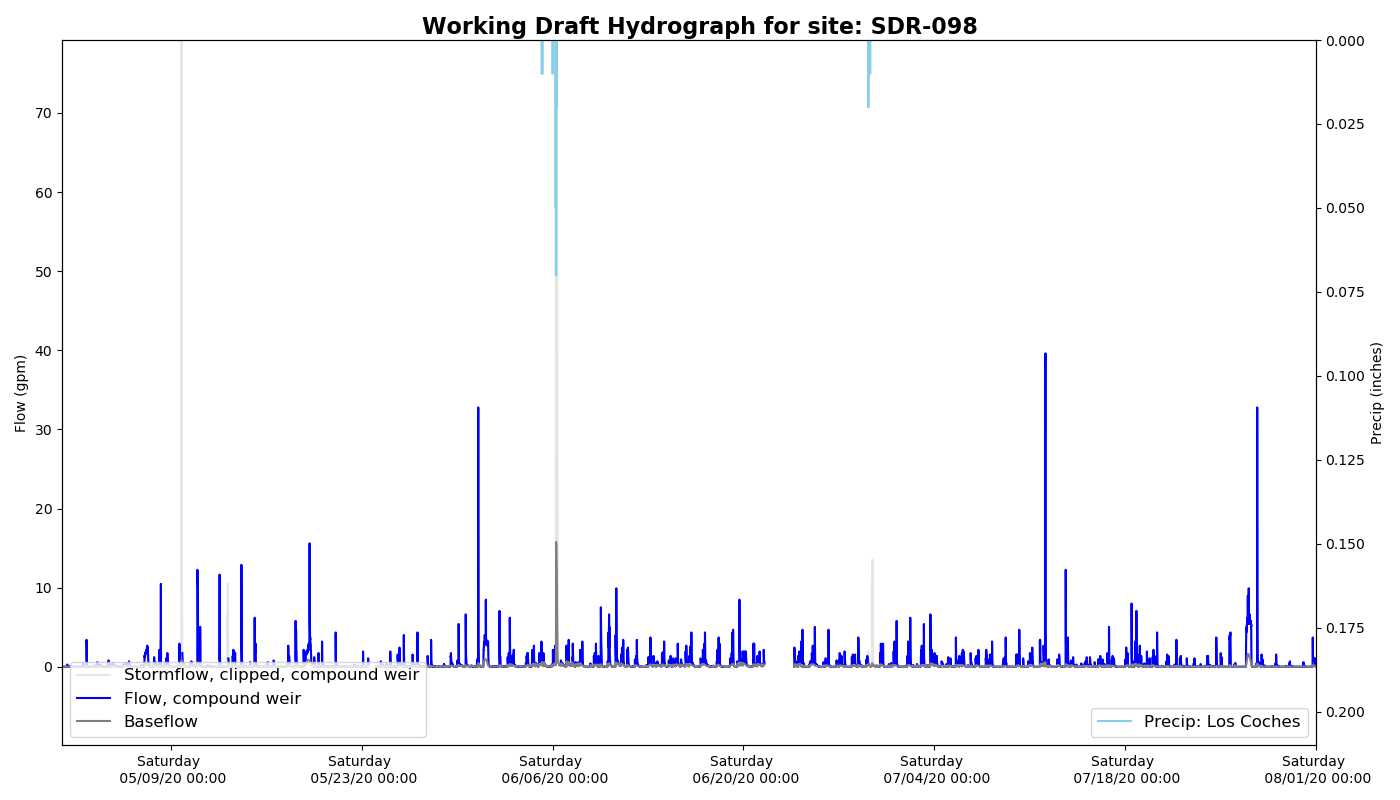 Working Draft Hydrograph for site: SDR-098
70
60
50
40
30
20
10
0
Flow (gpm)
0.000
0.025
0.050
0.075
0.100
0.125
0.150
0.175
0.200
Precip (inches)
Stormflow, clipped, compound weir
Flow, compound weir
Baseflow
Precip: Los Coches
Saturday
05/09/20 00:00
Saturday
05/23/20 00:00
Saturday
06/06/20 00:00
Saturday
06/20/20 00:00
Saturday
07/04/20 00:00
Saturday
07/18/20 00:00
Saturday
08/01/20 00:00